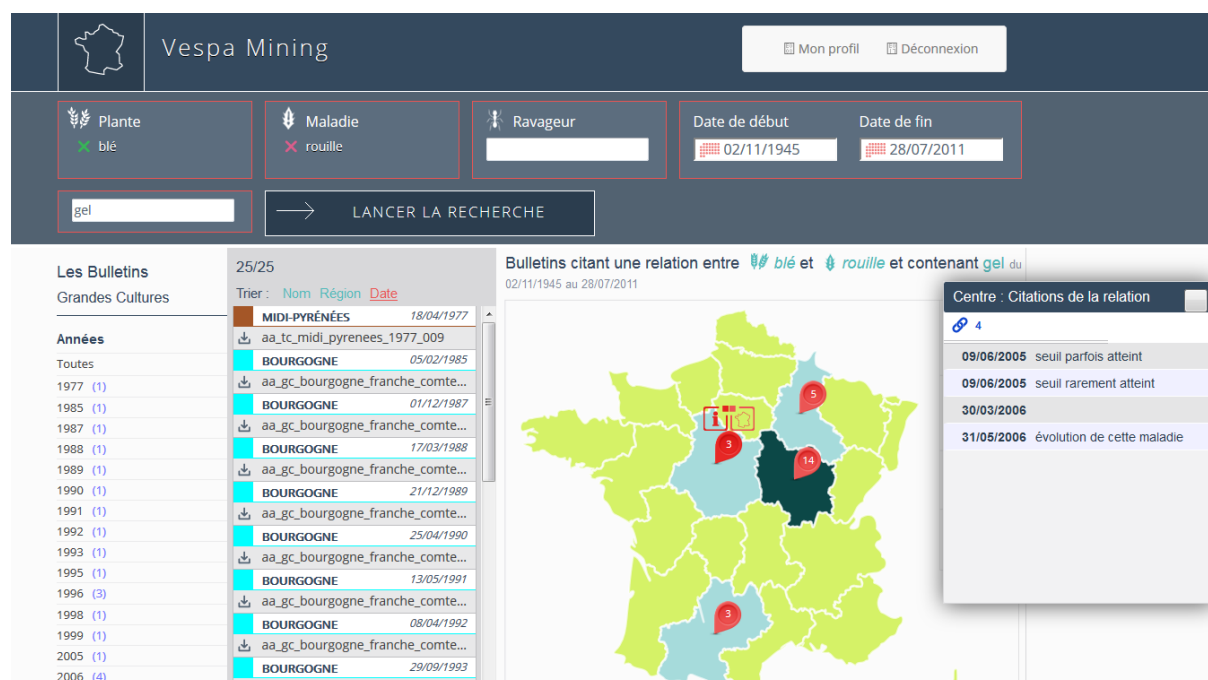 Vespa Mining
Mon profil Déconnexion
Plante
blé
Maladie
rouille
Ravageur
Date de début
02/11/1945
Date de fin
28/07/2011
gel
LANCER LA RECHERCHE
Les Bulletins
Grandes Cultures
Années
Toutes
1977 (1)
1985 (1)
1987 (1)
1988 (1)
1989 (1)
1990 (1)
1991 (1)
1992 (1)
1993 (1)
1995 (1)
1996 (3)
1998 (1)
1999 (1)
2005 (1)
2006 (4)
25/25
Trier : Nom Région Date
MIDI-PYRÉNÉES 18/04/1977
aa_tc_midi_pyrenees_1977_009
BOURGOGNE 05/02/1985
aa_gc_bourgogne_franche_comte...
BOURGOGNE 01/12/1987
aa_gc_bourgogne_franche_comte...
BOURGOGNE 17/03/1988
aa_gc_bourgogne_franche_comte...
BOURGOGNE 21/12/1989
aa_gc_bourgogne_franche_comte...
BOURGOGNE 25/04/1990
aa_gc_bourgogne_franche_comte...
BOURGOGNE 13/05/1991
aa_gc_bourgogne_franche_comte...
BOURGOGNE 08/04/1992
aa_gc_bourgogne_franche_comte...
BOURGOGNE 29/09/1993
Bulletins citant une relation entre blé et rouille et contenant gel du
02/11/1945 au 28/07/2011
5
i
3
14
3
Centre : Citations de la relation
4
09/06/2005 seuil parfois atteint
09/06/2005 seuil rarement atteint
30/03/2006
31/05/2006 évolution de cette maladie